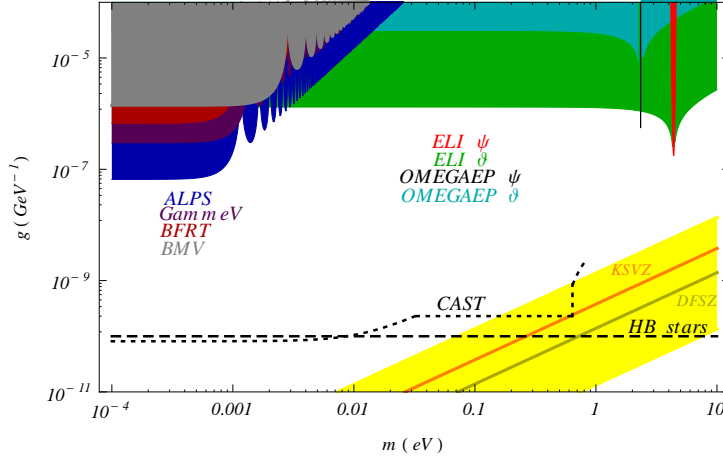 10^-5
10^-7
10^-9
10^-11
g ( GeV^-1 )
ELI ψ
ELI ϑ
OMEGAEP ψ
OMEGAEP ϑ
ALPS
Gam m eV
BFRT
BMV
KSVZ
DFSZ
CAST
HB stars
10^-4
0.001
0.01
0.1
1
10
m ( eV )